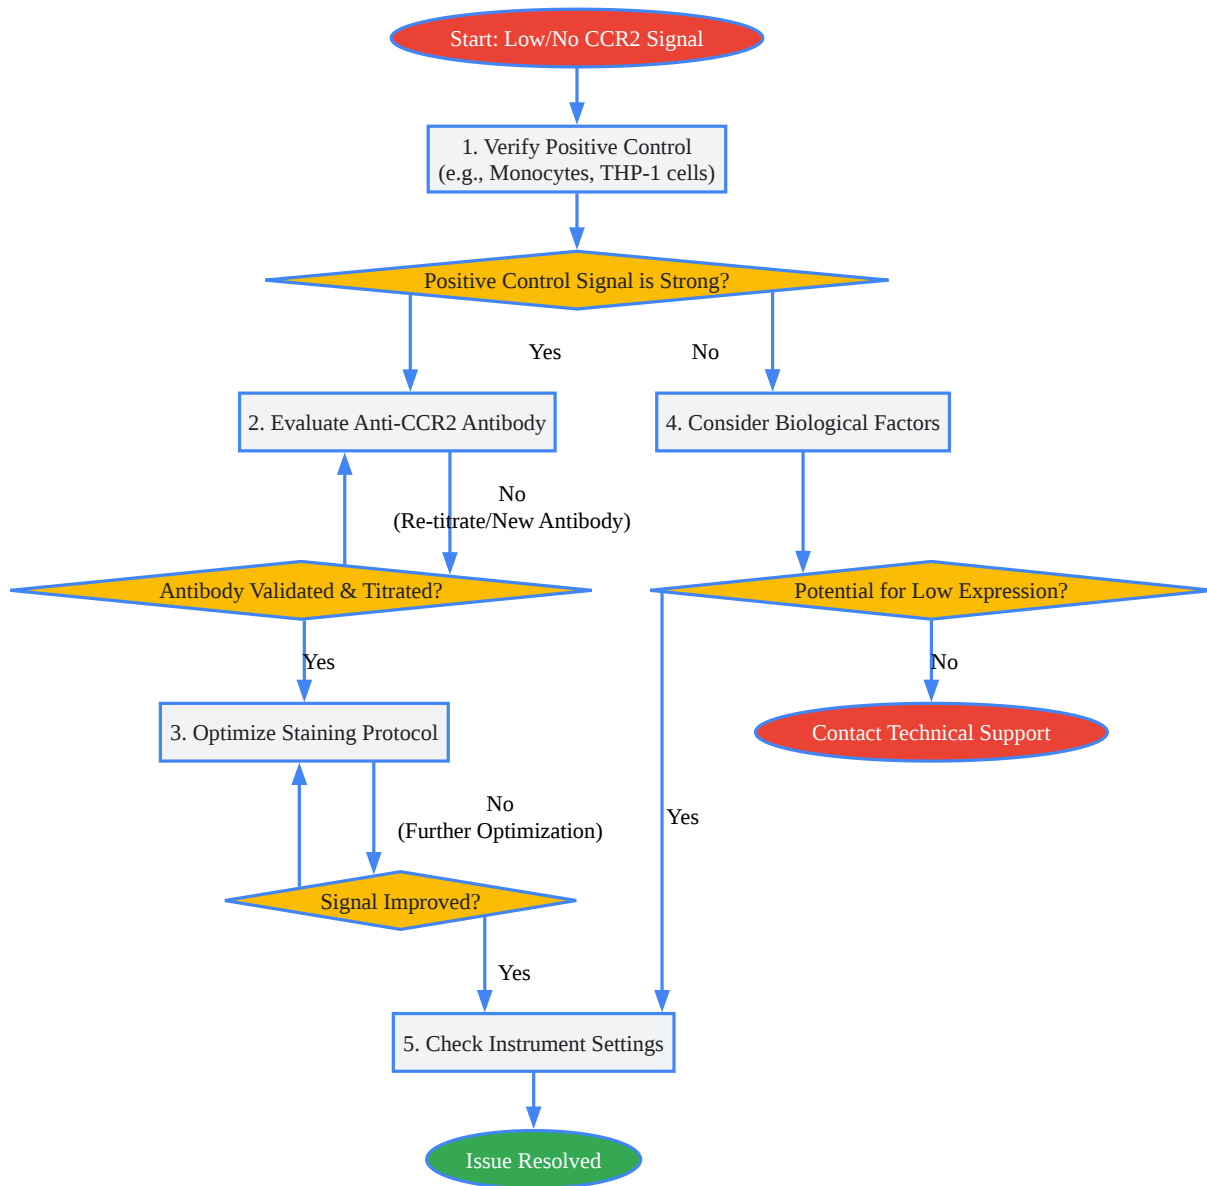 Start: Low/No CCR2 Signal
1. Verify Positive Control
(e.g., Monocytes, THP-1 cells)
Positive Control Signal is Strong?
Yes
No
2. Evaluate Anti-CCR2 Antibody
4. Consider Biological Factors
No
(Re-titrate/New Antibody)
Antibody Validated & Titrated?
Potential for Low Expression?
Yes
No
3. Optimize Staining Protocol
Contact Technical Support
No
(Further Optimization)
Yes
Signal Improved?
Yes
5. Check Instrument Settings
Issue Resolved